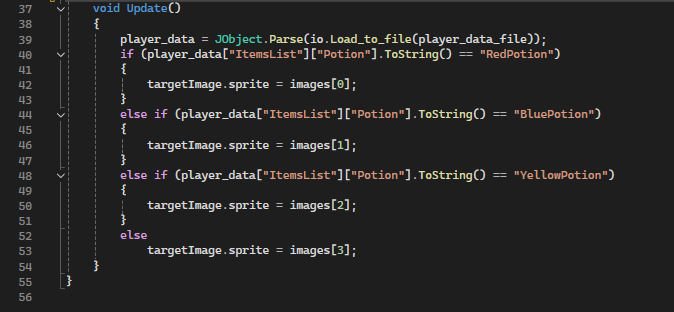 37 void Update()
38 {
39 player_data = JObject.Parse(io.Load_to_file(player_data_file));
40 if (player_data["ItemsList"]["Potion"].ToString() == "RedPotion")
41 {
42 targetImage.sprite = images[0];
43 }
44 else if (player_data["ItemsList"]["Potion"].ToString() == "BluePotion")
45 {
46 targetImage.sprite = images[1];
47 }
48 else if (player_data["ItemsList"]["Potion"].ToString() == "YellowPotion")
49 {
50 targetImage.sprite = images[2];
51 }
52 else
53 targetImage.sprite = images[3];
54 }
55 }
56